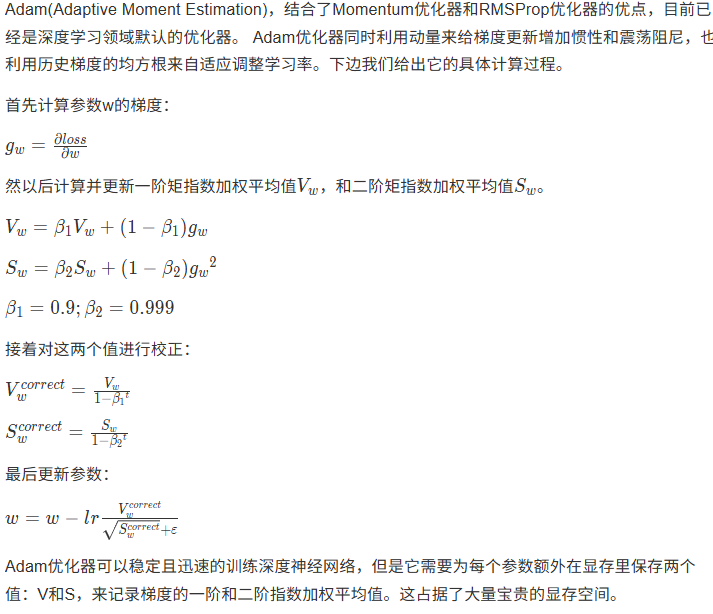 Adam(Adaptive Moment Estimation)，结合了Momentum优化器和RMSProp优化器的优点，目前已
经是深度学习领域默认的优化器。 Adam优化器同时利用动量来给梯度更新增加惯性和震荡阻尼，也
利用历史梯度的均方根来自适应调整学习率。下边我们给出它的具体计算过程。
首先计算参数w的梯度：
$g_w = \frac{\partial loss}{\partial w}$
然以后计算并更新一阶矩指数加权平均值$V_w$，和二阶矩指数加权平均值$S_w$。
$V_w = \beta_1 V_w + (1 - \beta_1) g_w$
$S_w = \beta_2 S_w + (1 - \beta_2) {g_w}^2$
$\beta_1 = 0.9; \beta_2 = 0.999$
接着对这两个值进行校正：
$V_w^{correct} = \frac{V_w}{1 - {\beta_1}^t}$
$S_w^{correct} = \frac{S_w}{1 - {\beta_2}^t}$
最后更新参数：
$w = w - lr \frac{V_w^{correct}}{\sqrt{S_w^{correct}} + \varepsilon}$
Adam优化器可以稳定且迅速的训练深度神经网络，但是它需要为每个参数额外在显存里保存两个
值：V和S，来记录梯度的一阶和二阶指数加权平均值。这占据了大量宝贵的显存空间。